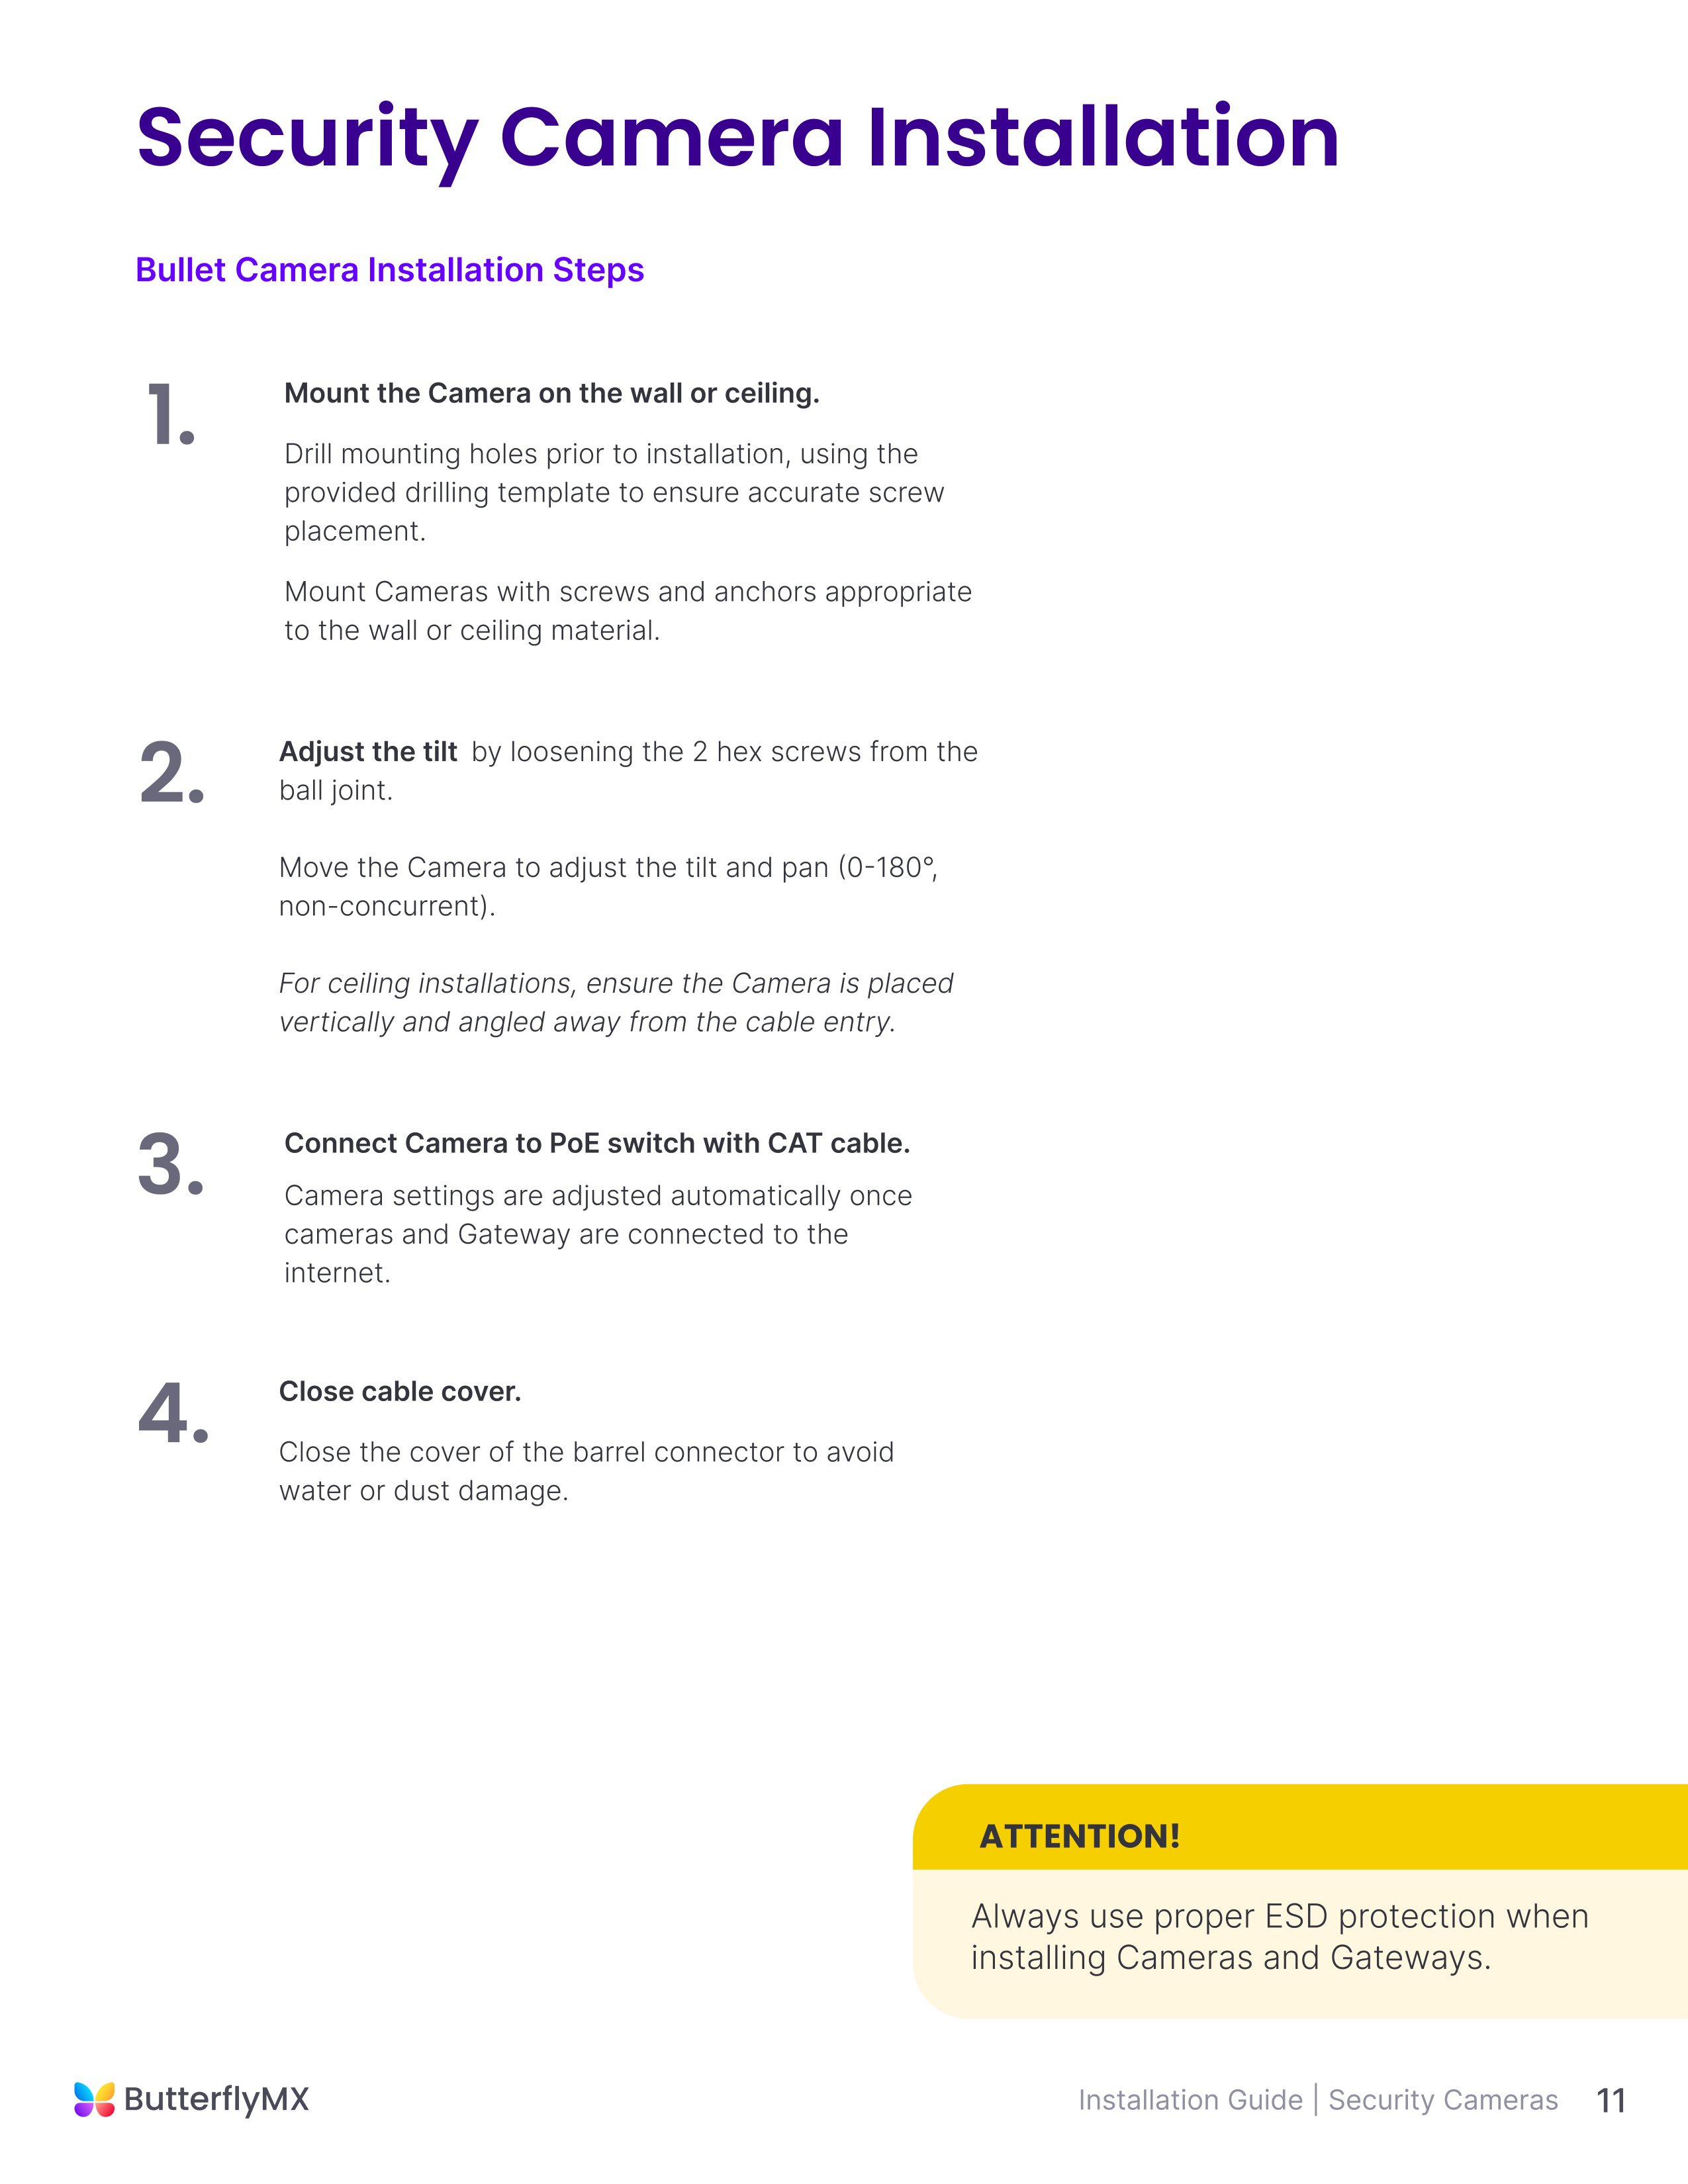 Security Camera Installation
Bullet Camera Installation Steps
1.
Mount the Camera on the wall or ceiling.
Drill mounting holes prior to installation, using the
provided drilling template to ensure accurate screw
placement.
Mount Cameras with screws and anchors appropriate
to the wall or ceiling material.
2.
Adjust the tilt by loosening the 2 hex screws from the
ball joint.
Move the Camera to adjust the tilt and pan (0-180°,
non-concurrent).
For ceiling installations, ensure the Camera is placed
vertically and angled away from the cable entry.
3.
Connect Camera to PoE switch with CAT cable.
Camera settings are adjusted automatically once
cameras and Gateway are connected to the
internet.
4.
Close cable cover.
Close the cover of the barrel connector to avoid
water or dust damage.
ATTENTION!
Always use proper ESD protection when
installing Cameras and Gateways.
ButterflyMX
Installation Guide | Security Cameras 11